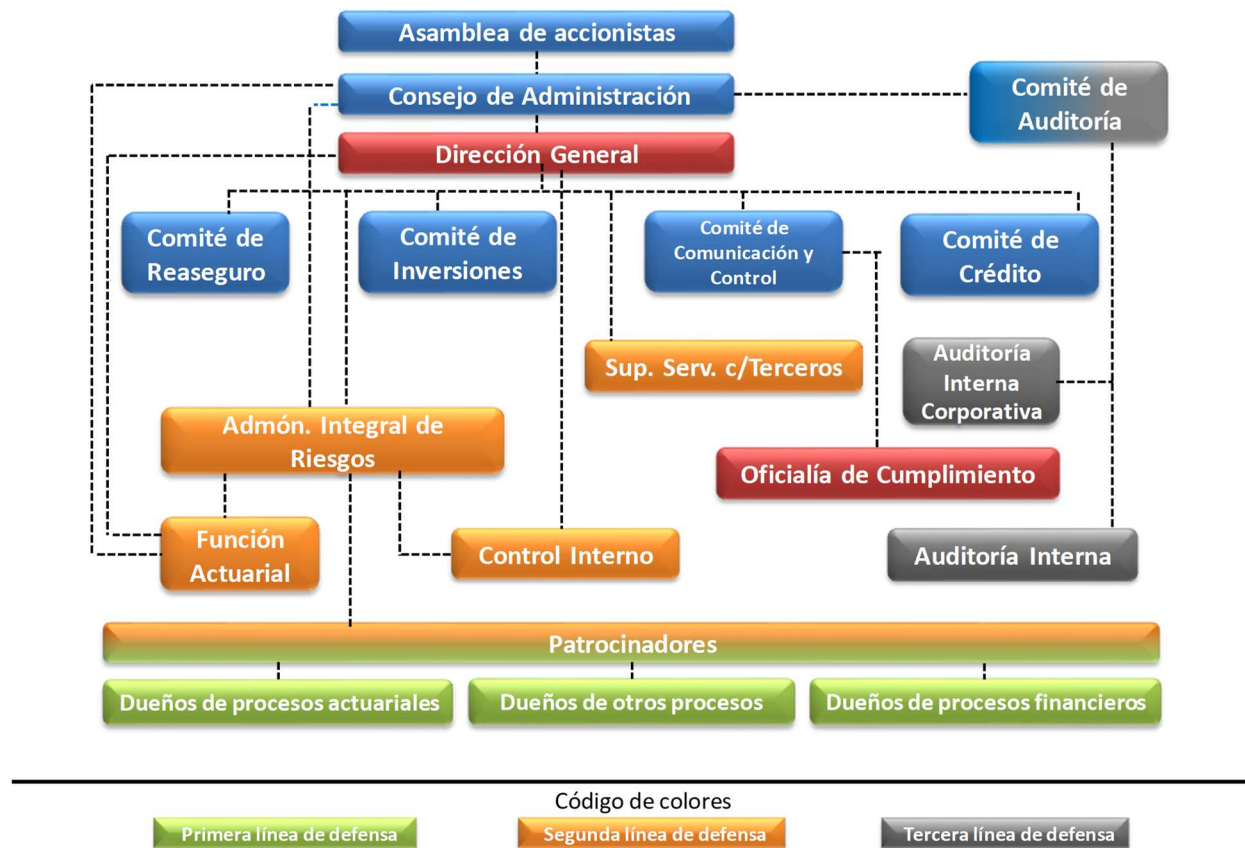 Asamblea de accionistas
Consejo de Administración
Comité de
Auditoría
Dirección General
Comité de
Reaseguro
Comité de
Inversiones
Comité de
Comunicación y
Control
Comité de
Crédito
Sup. Serv. c/Terceros
Auditoría
Interna
Corporativa
Admón. Integral de
Riesgos
Oficialía de Cumplimiento
Función
Actuarial
Control Interno
Auditoría Interna
Patrocinadores
Dueños de procesos actuariales
Dueños de otros procesos
Dueños de procesos financieros
Código de colores
Primera línea de defensa
Segunda línea de defensa
Tercera línea de defensa